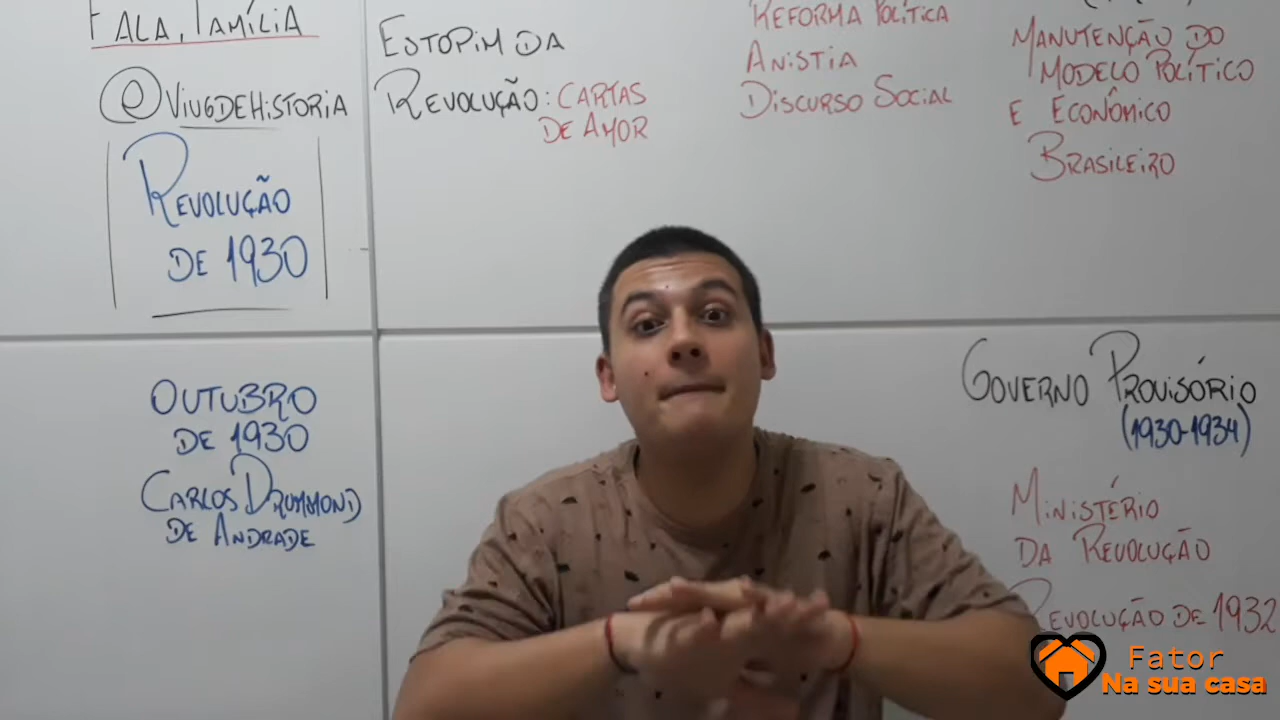 FALA, FAMÍLIA
@VIUGDEHISTORIA
REVOLUÇÃO
DE 1930
OUTUBRO
DE 1930
CARLOS DRUMMOND
DE ANDRADE
ESTOPIM DA
REVOLUÇÃO: CARTAS
DE AMOR
REFORMA POLÍTICA
ANISTIA
DISCURSO SOCIAL
MANUTENÇÃO DO
MODELO POLÍTICO
E ECONÔMICO
BRASILEIRO
GOVERNO PROVISÓRIO
(1930-1934)
MINISTÉRIO
DA REVOLUÇÃO
REVOLUÇÃO DE 1932
Fator
Na sua casa